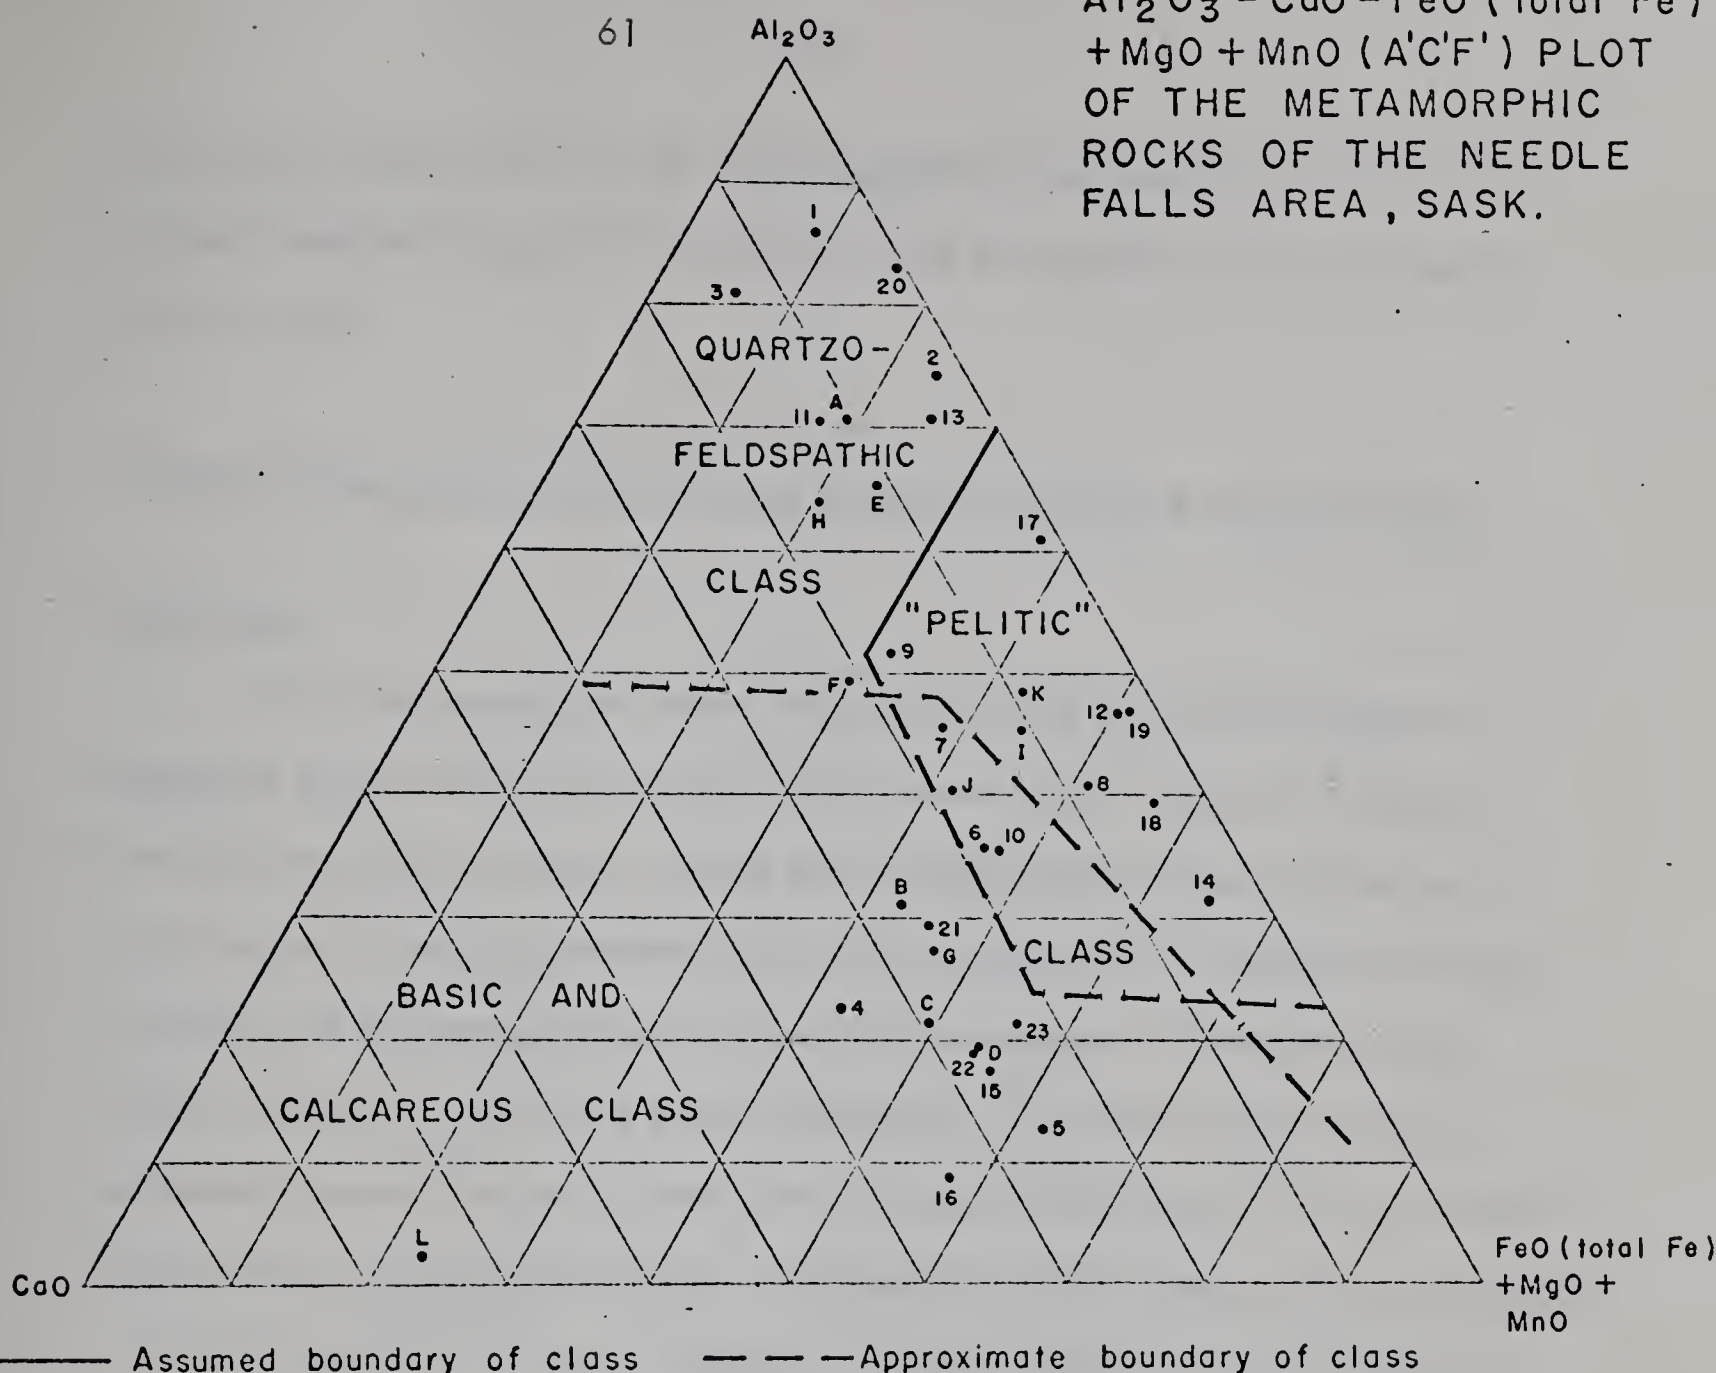 61
Al2O3 - CaO - FeO (total Fe)
+ MgO + MnO (A'C'F') PLOT
OF THE METAMORPHIC
ROCKS OF THE NEEDLE
FALLS AREA, SASK.
Al2O3
1
20
3
QUARTZO-
2
A
11
13
FELDSPATHIC
E
H
17
CLASS
"PELITIC"
9
F
K
12
19
7
I
J
8
18
6
10
B
14
21
G
CLASS
BASIC AND
4
C
23
D
22
15
CALCAREOUS CLASS
5
16
L
CaO
FeO (total Fe)
+MgO +
MnO
Assumed boundary of class
Approximate boundary of class